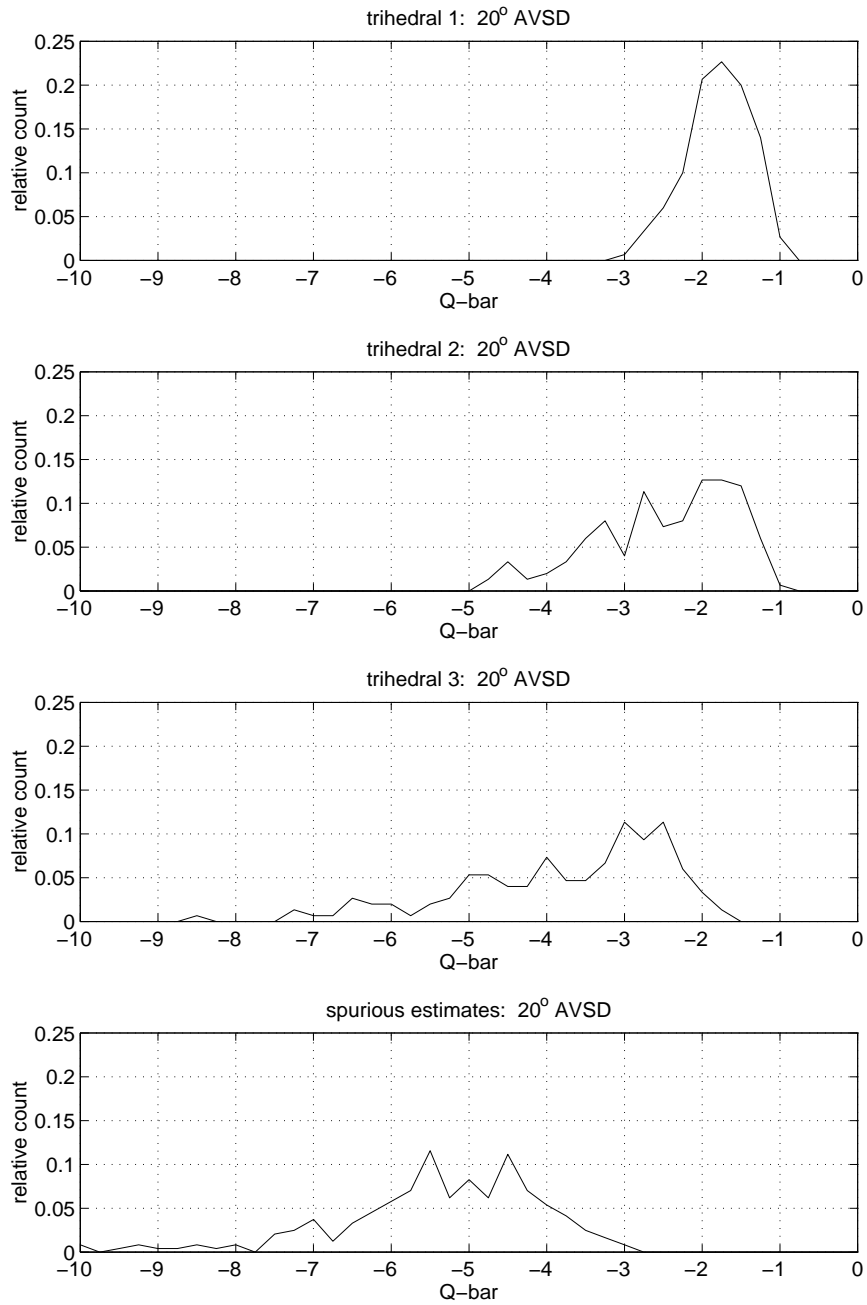 trihedral 1: 20° AVSD
0.25
0.2
0.15
0.1
0.05
0
relative count
−10 −9 −8 −7 −6 −5 −4 −3 −2 −1 0
Q−bar
trihedral 2: 20° AVSD
0.25
0.2
0.15
0.1
0.05
0
relative count
−10 −9 −8 −7 −6 −5 −4 −3 −2 −1 0
Q−bar
trihedral 3: 20° AVSD
0.25
0.2
0.15
0.1
0.05
0
relative count
−10 −9 −8 −7 −6 −5 −4 −3 −2 −1 0
Q−bar
spurious estimates: 20° AVSD
0.25
0.2
0.15
0.1
0.05
0
relative count
−10 −9 −8 −7 −6 −5 −4 −3 −2 −1 0
Q−bar